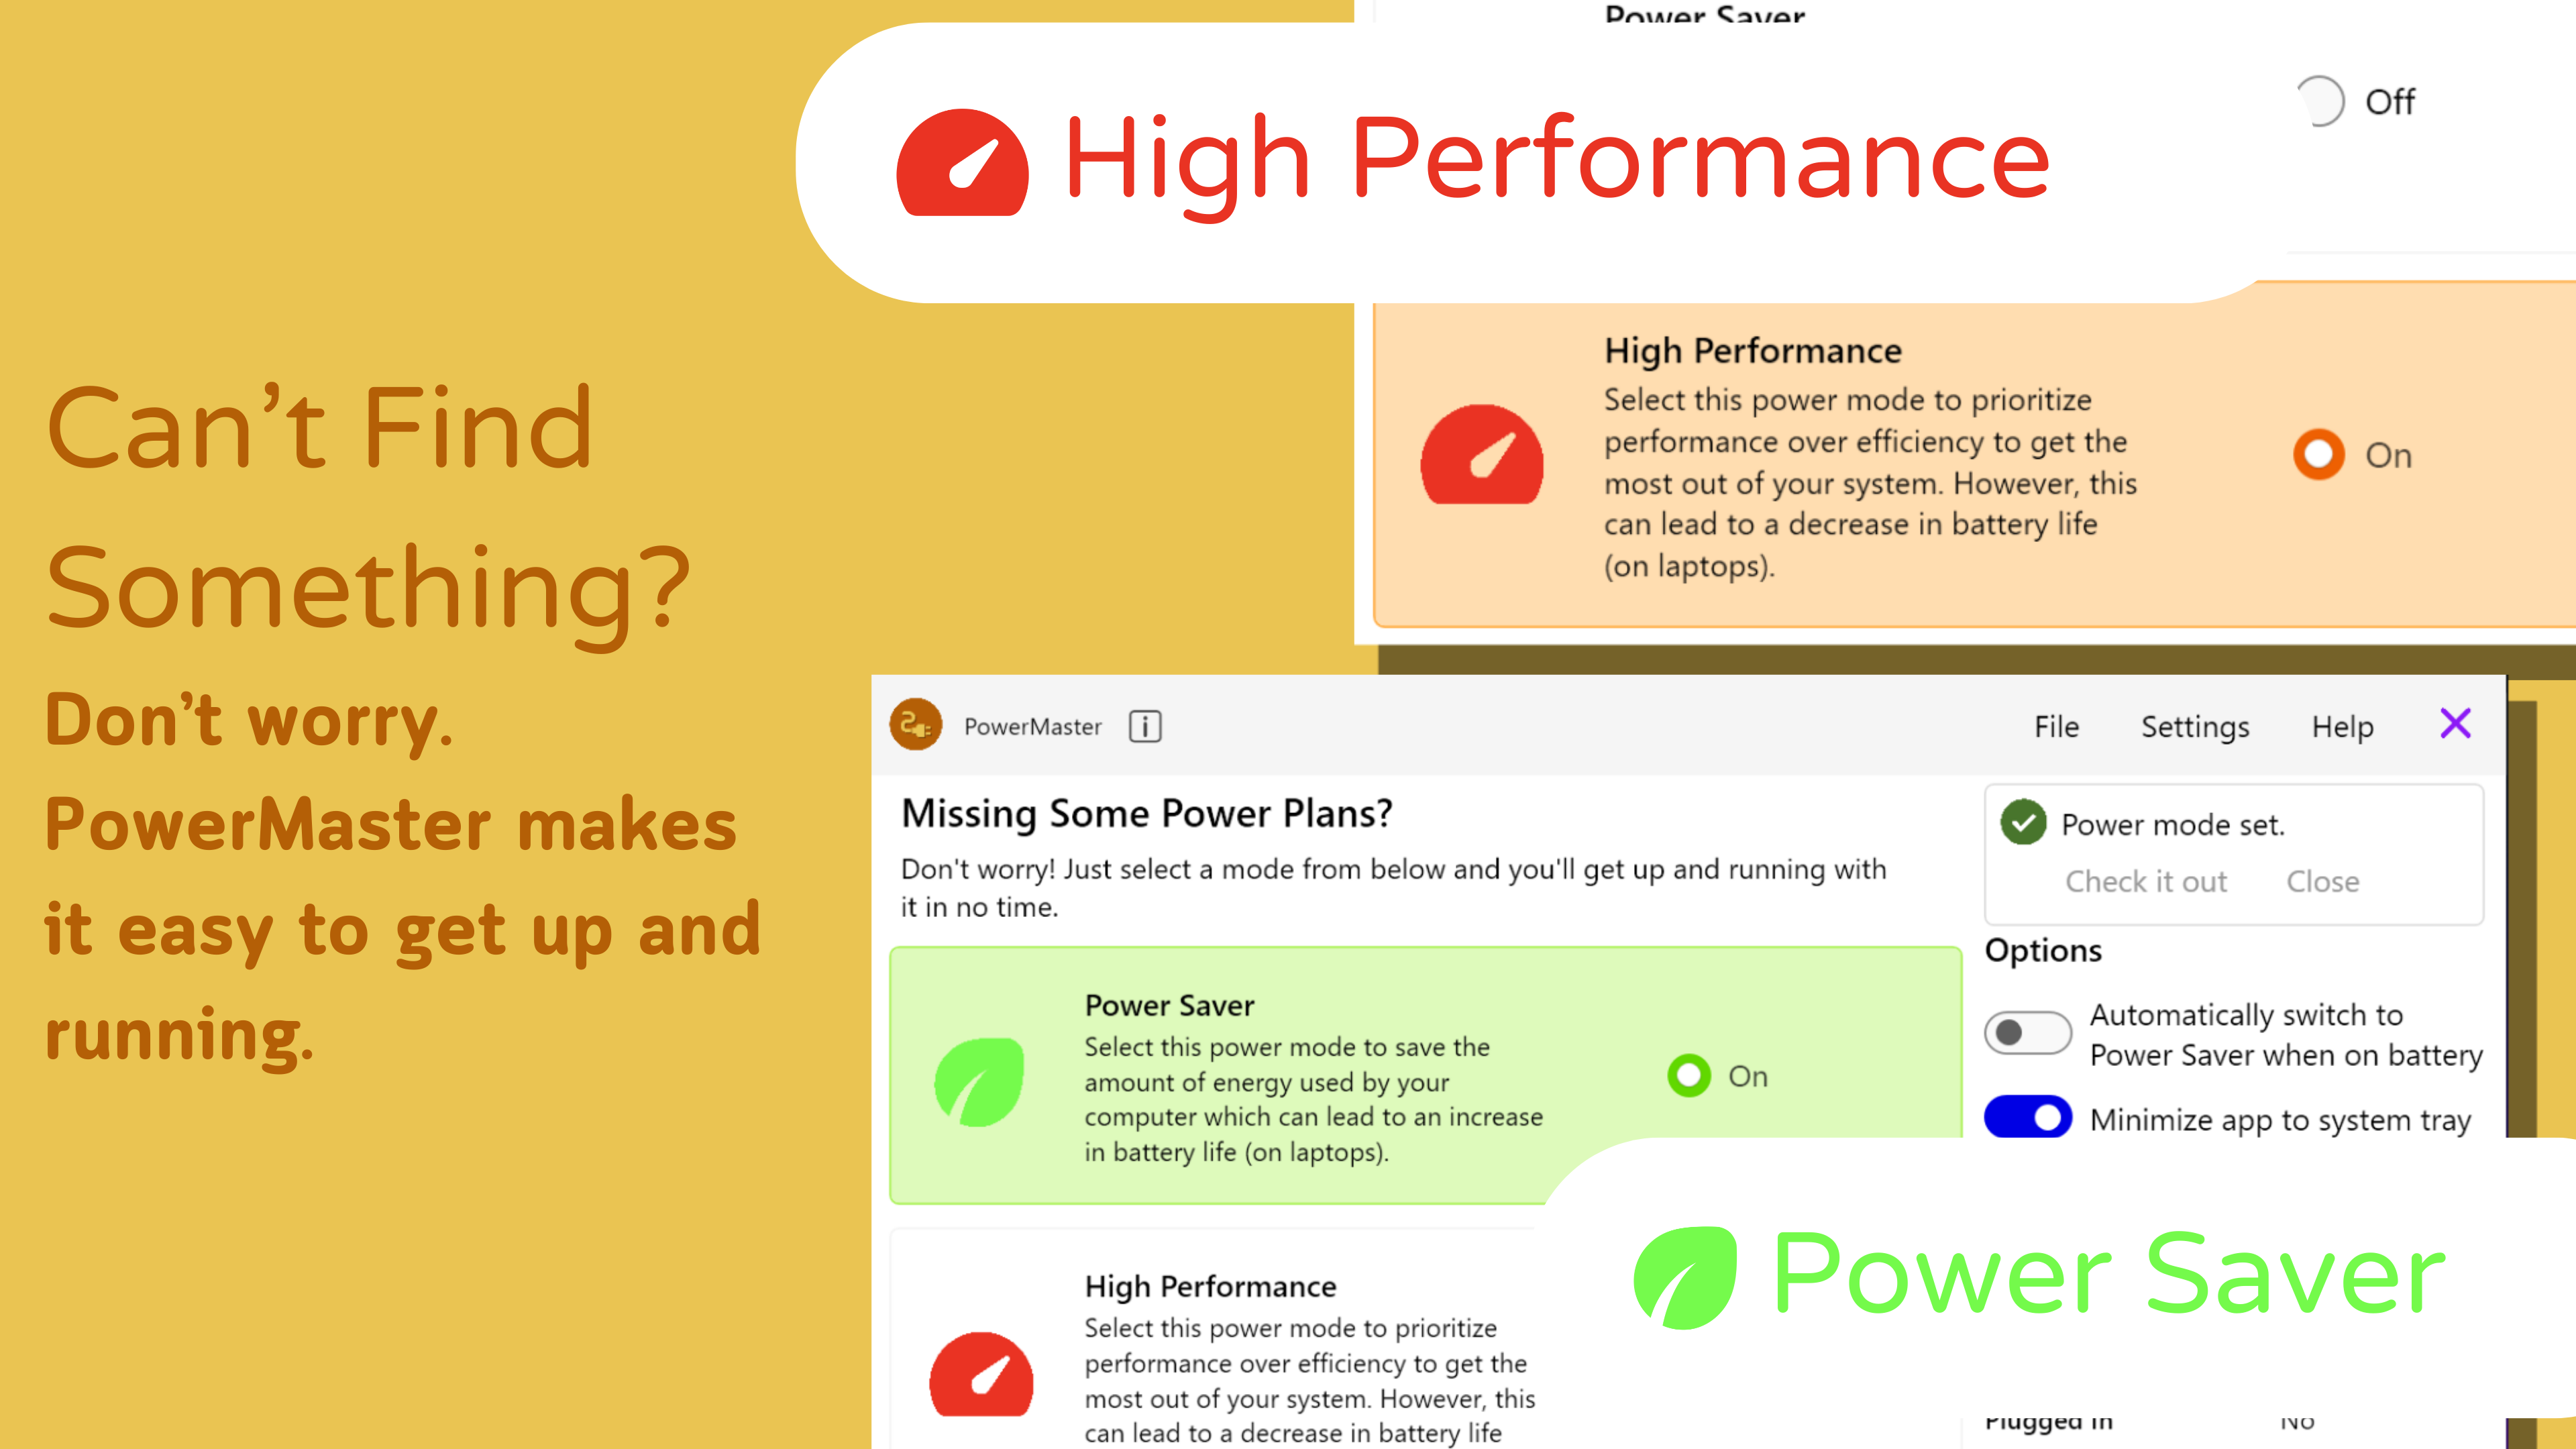 Can't Find
Something?
Don't worry.
PowerMaster makes
it easy to get up and
running.
Power Saver
Off
High Performance
High Performance
Select this power mode to prioritize
performance over efficiency to get the
most out of your system. However, this
can lead to a decrease in battery life
(on laptops).
On
PowerMaster
File Settings Help
Missing Some Power Plans?
Don't worry! Just select a mode from below and you'll get up and running with
it in no time.
Power Saver
Select this power mode to save the
amount of energy used by your
computer which can lead to an increase
in battery life (on laptops).
On
High Performance
Select this power mode to prioritize
performance over efficiency to get the
most out of your system. However, this
can lead to a decrease in battery life
Power mode set.
Check it out Close
Options
Automatically switch to
Power Saver when on battery
Minimize app to system tray
Power Saver
Plugged In No